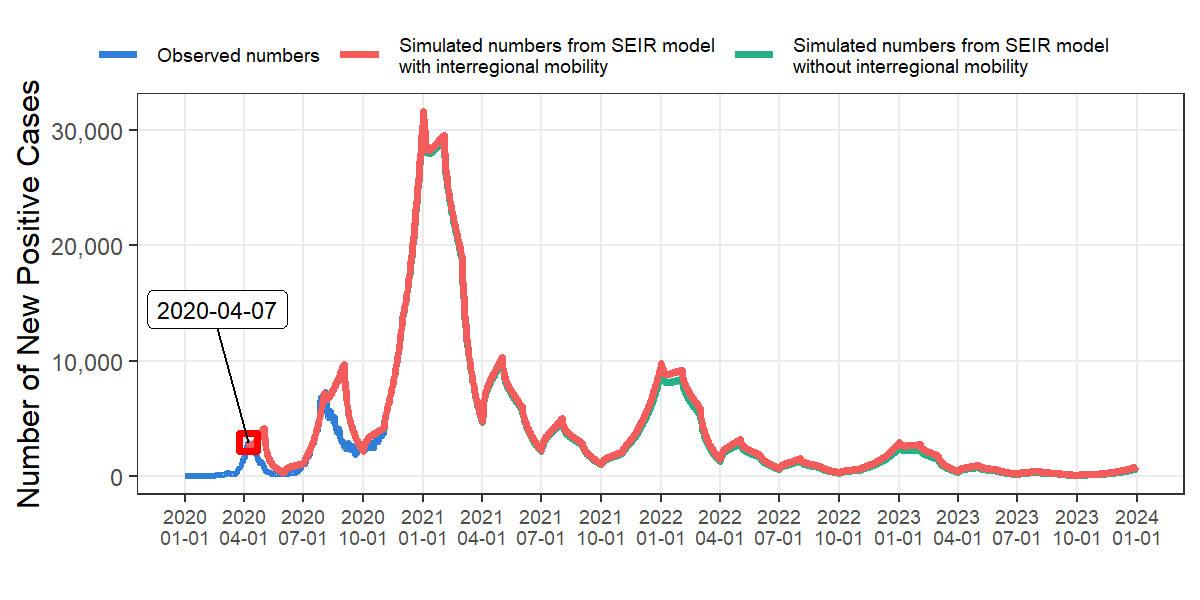 Observed numbers
Simulated numbers from SEIR model
with interregional mobility
Simulated numbers from SEIR model
without interregional mobility
Number of New Positive Cases
30,000
20,000
10,000
0
2020-04-07
2020 2020 2020 2020 2021 2021 2021 2021 2022 2022 2022 2022 2023 2023 2023 2023 2024
01-01 04-01 07-01 10-01 01-01 04-01 07-01 10-01 01-01 04-01 07-01 10-01 01-01 04-01 07-01 10-01 01-01